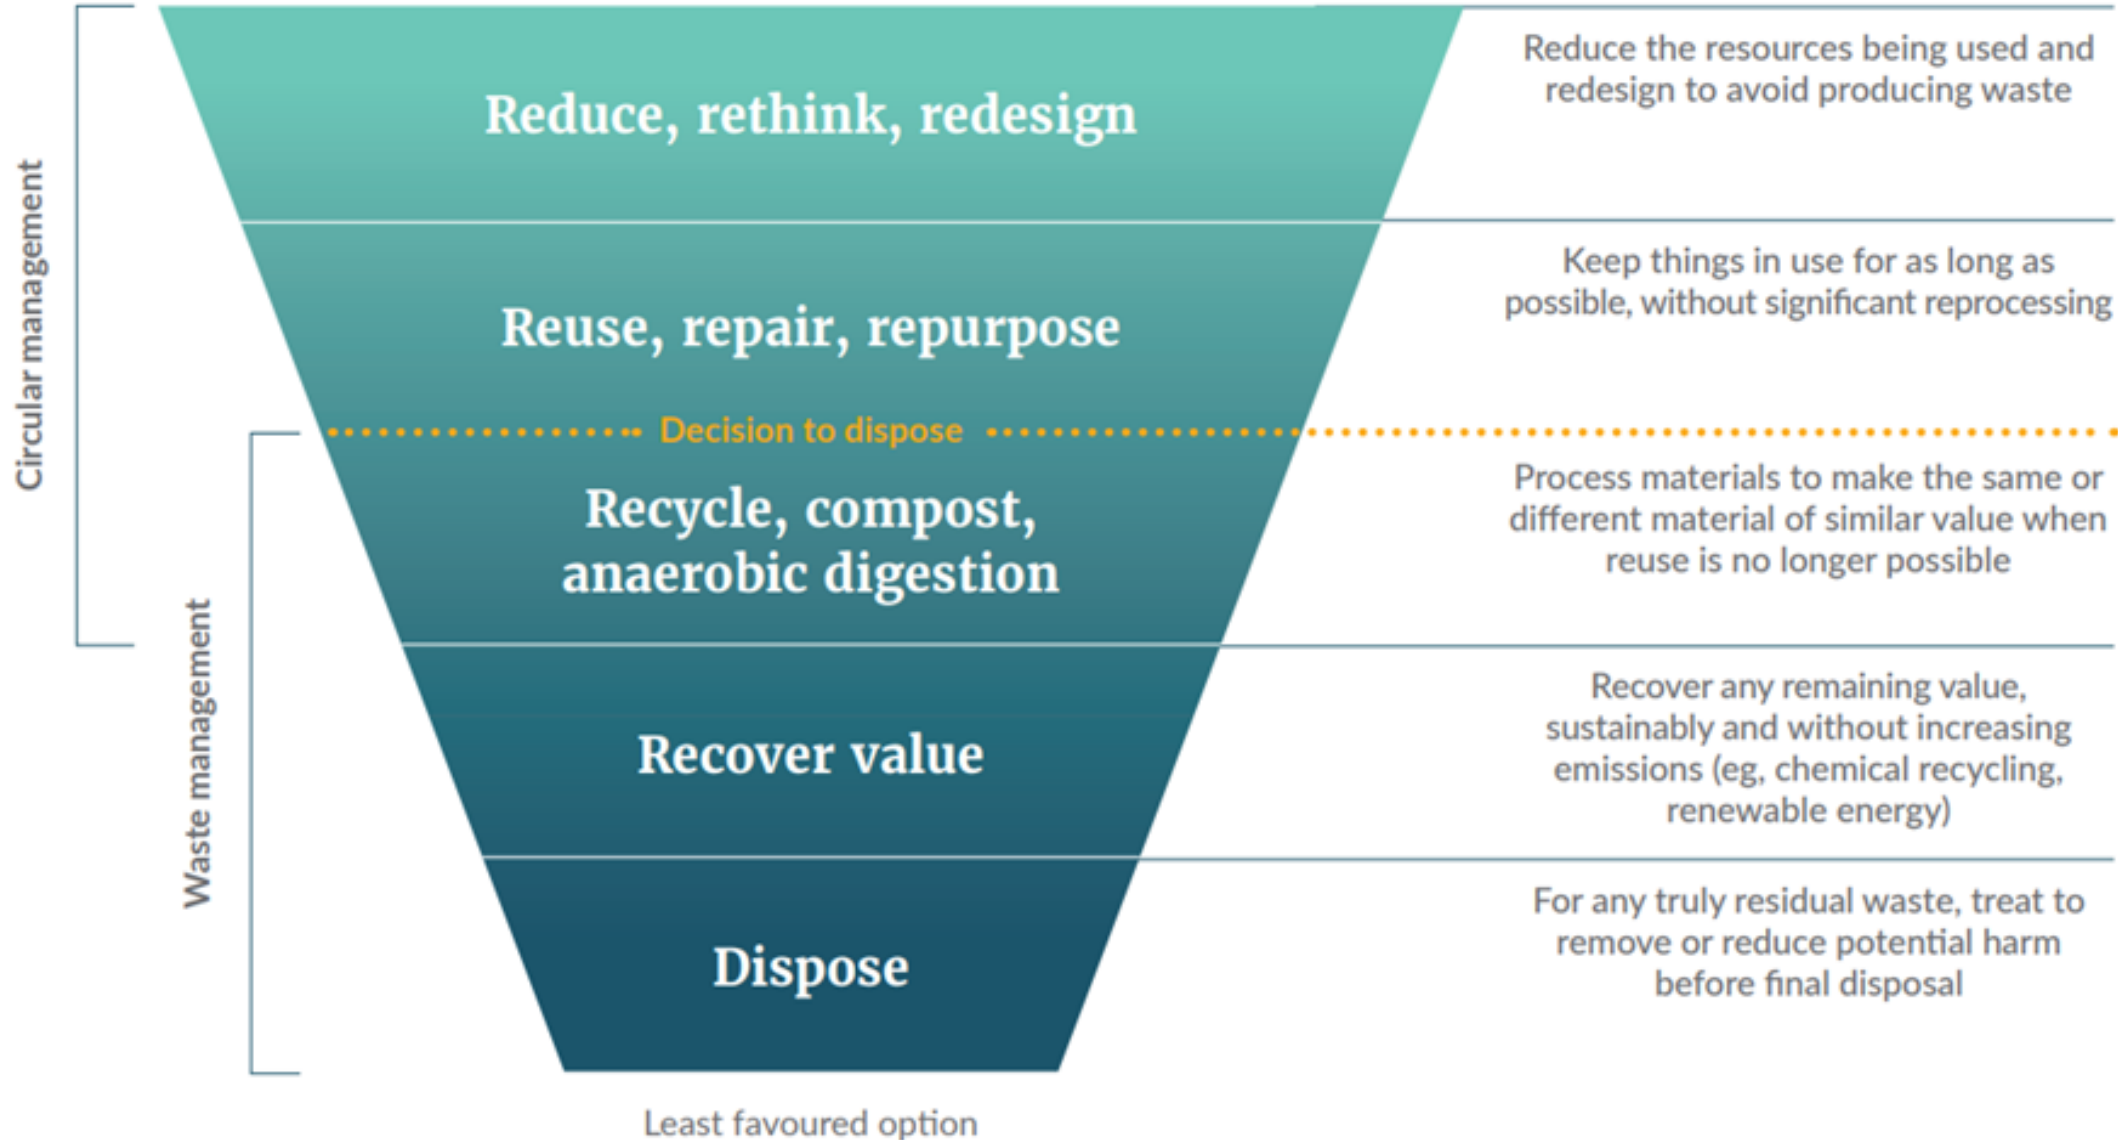 Circular management
Waste management
Reduce, rethink, redesign
Reduce the resources being used and
redesign to avoid producing waste
Reuse, repair, repurpose
Keep things in use for as long as
possible, without significant reprocessing
Decision to dispose
Recycle, compost,
anaerobic digestion
Process materials to make the same or
different material of similar value when
reuse is no longer possible
Recover value
Recover any remaining value,
sustainably and without increasing
emissions (eg, chemical recycling,
renewable energy)
Dispose
For any truly residual waste, treat to
remove or reduce potential harm
before final disposal
Least favoured option